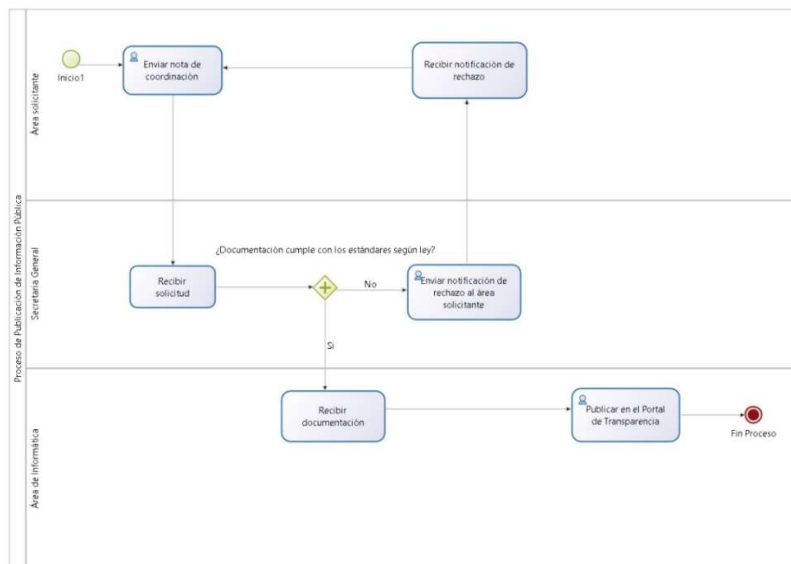 Proceso de Publicación de Información Pública
Área solicitante
Inicio1
Enviar nota de
coordinación
Recibir notificación de
rechazo
Secretaria General
¿Documentación cumple con los estándares según ley?
Recibir
solicitud
No
Enviar notificación de
rechazo al área
solicitante
Si
Área de Informática
Recibir
documentación
Publicar en el Portal
de Transparencia
Fin Proceso